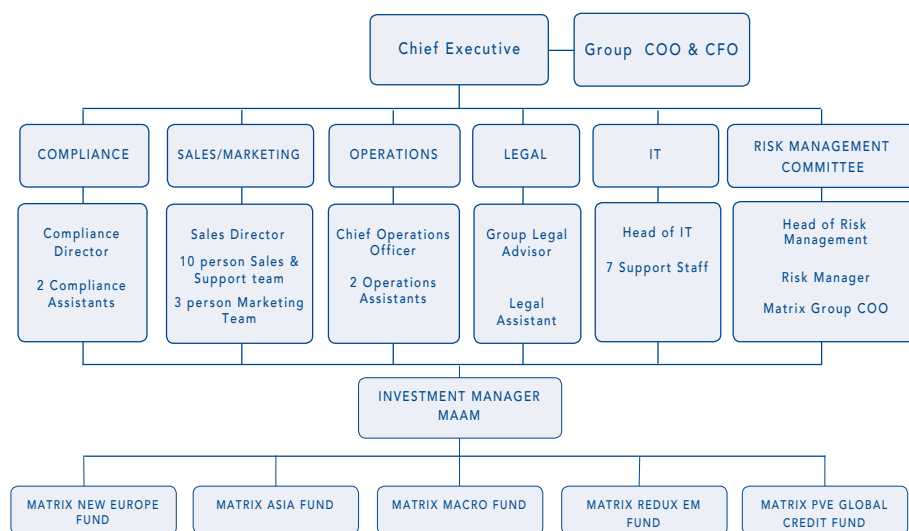 Chief Executive
Group COO & CFO
COMPLIANCE
SALES/MARKETING
OPERATIONS
LEGAL
IT
RISK MANAGEMENT
COMMITTEE
Compliance
Director
2 Compliance
Assistants
Sales Director
10 person Sales &
Support team
3 person Marketing
Team
Chief Operations
Officer
2 Operations
Assistants
Group Legal
Advisor
Legal
Assistant
Head of IT
7 Support Staff
Head of Risk
Management
Risk Manager
Matrix Group COO
INVESTMENT MANAGER
MAAM
MATRIX NEW EUROPE
FUND
MATRIX ASIA FUND
MATRIX MACRO FUND
MATRIX REDUX EM
FUND
MATRIX PVE GLOBAL
CREDIT FUND